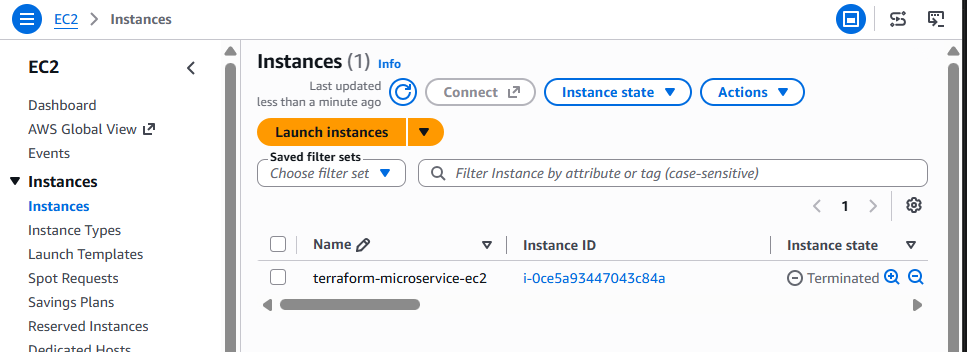 EC2 > Instances
EC2
Dashboard
AWS Global View
Events
Instances
Instances
Instance Types
Launch Templates
Spot Requests
Savings Plans
Reserved Instances
Dedicated Hosts
Instances (1) Info
Last updated
less than a minute ago
Connect
Instance state
Actions
Launch instances
Saved filter sets
Choose filter set
Filter Instance by attribute or tag (case-sensitive)
1
Name Instance ID Instance state
terraform-microservice-ec2 i-0ce5a93447043c84a Terminated